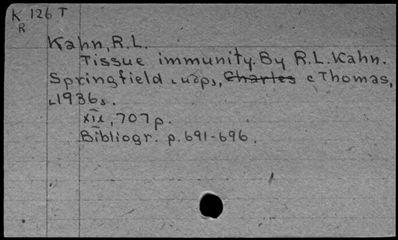 K 126 T
R
Kahn, R.L.
Tissue immunity. By R.L. Kahn.
Springfield, Charles C Thomas,
1936.
xii, 707 p.
Bibliogr. p. 691-696.